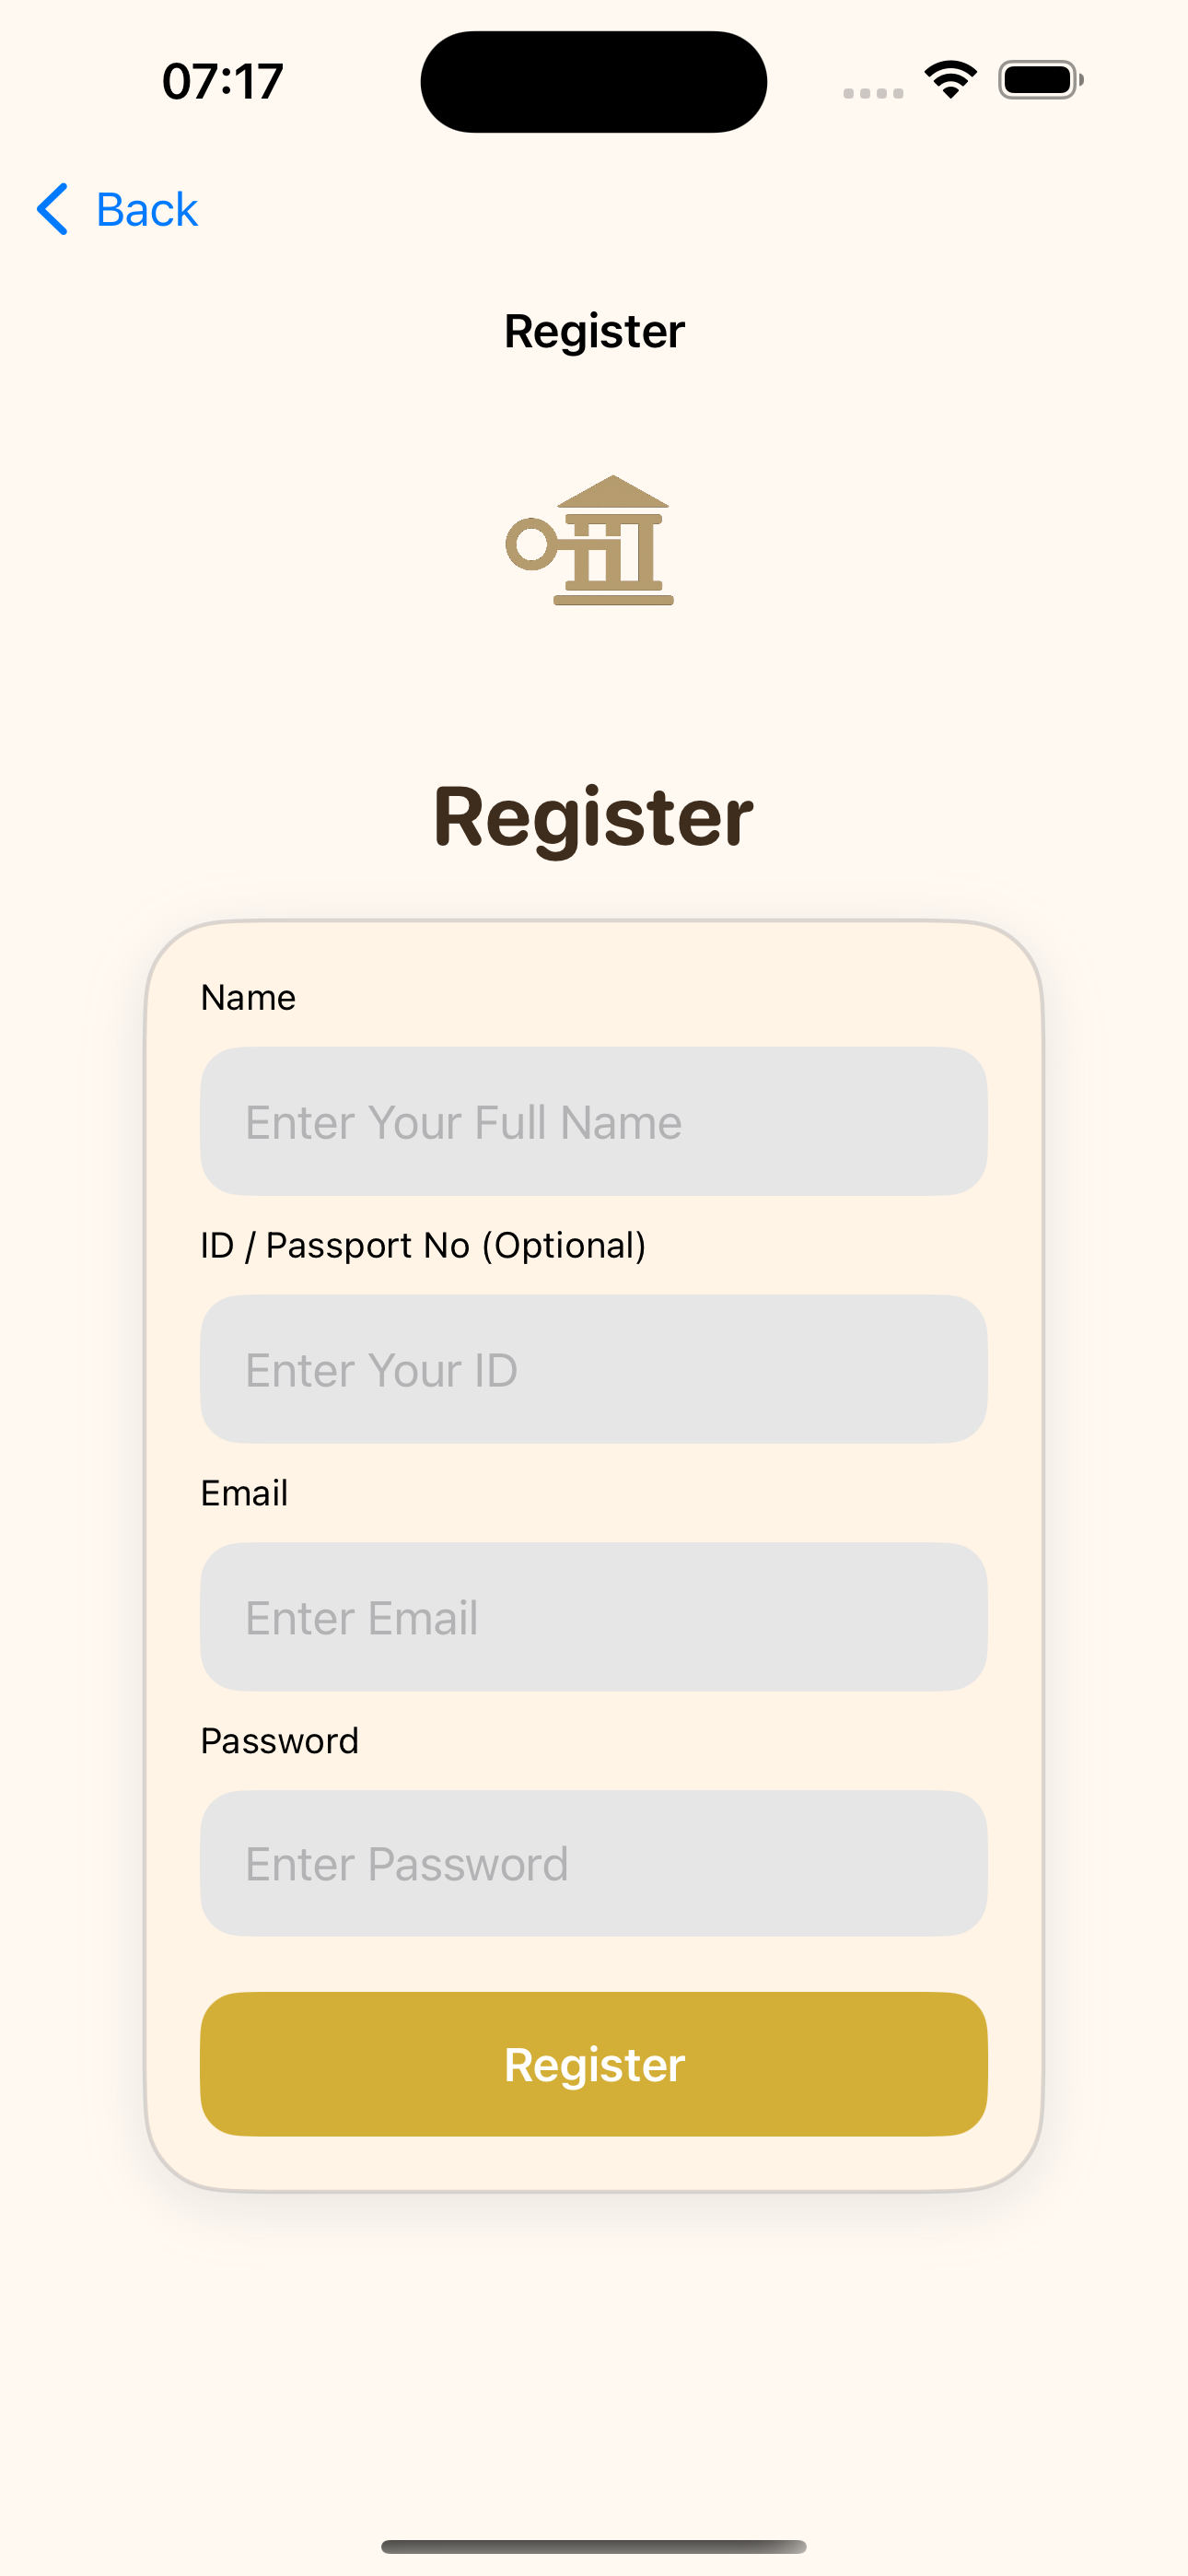 07:17
Back
Register
Register
Name
Enter Your Full Name
ID / Passport No (Optional)
Enter Your ID
Email
Enter Email
Password
Enter Password
Register